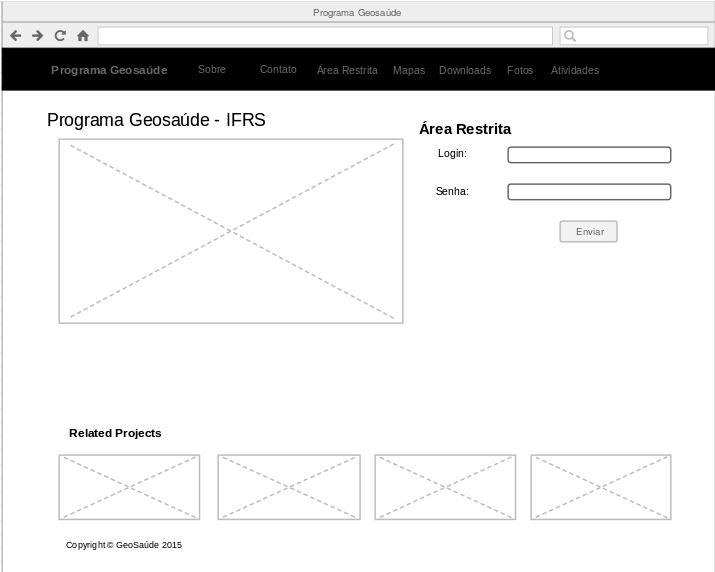 Programa Geosaúde
Programa Geosaúde Sobre Contato Área Restrita Mapas Downloads Fotos Atividades
Programa Geosaúde - IFRS
Área Restrita
Login:
Senha:
Enviar
Related Projects
Copyright © GeoSaúde 2015